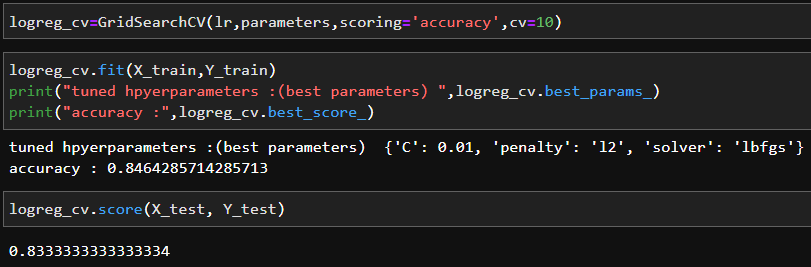 logreg_cv=GridSearchCV(lr,parameters,scoring='accuracy',cv=10)
logreg_cv.fit(X_train,Y_train)
print("tuned hpyerparameters :(best parameters) ",logreg_cv.best_params_)
print("accuracy :",logreg_cv.best_score_)
tuned hpyerparameters :(best parameters)  {'C': 0.01, 'penalty': 'l2', 'solver': 'lbfgs'}
accuracy : 0.8464285714285713
logreg_cv.score(X_test, Y_test)
0.8333333333333334